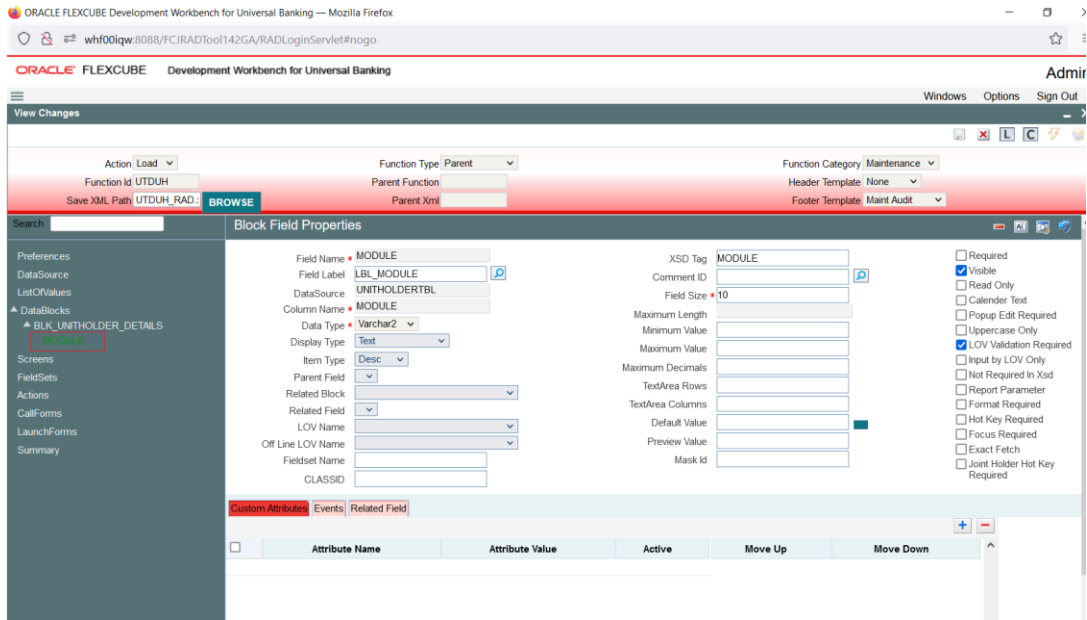 ORACLE FLEXCUBE Development Workbench for Universal Banking — Mozilla Firefox
whf00iqw:8088/FCJRADTool142GA/RADLoginServlet#nogo
ORACLE' FLEXCUBE Development Workbench for Universal Banking
Admin
Windows Options Sign Out
View Changes
L C
Action Load Function Type Parent Function Category Maintenance
Function Id UTDUH Parent Function Header Template None
Save XML Path UTDUH_RAD. BROWSE Parent Xml Footer Template Maint Audit
Search
Block Field Properties
Preferences
DataSource
ListOfValues
DataBlocks
BLK_UNITHOLDER_DETAILS
MODULE
Screens
FieldSets
Actions
CallForms
LaunchForms
Summary
Field Name * MODULE
Field Label LBL_MODULE
DataSource UNITHOLDERTBL
Column Name * MODULE
Data Type * Varchar2
Display Type Text
Item Type Desc
Parent Field
Related Block
Related Field
LOV Name
Off Line LOV Name
Fieldset Name
CLASSID
XSD Tag MODULE
Comment ID
Field Size * 10
Maximum Length
Minimum Value
Maximum Value
Maximum Decimals
TextArea Rows
TextArea Columns
Default Value
Preview Value
Mask Id
Required
Visible
Read Only
Calender Text
Popup Edit Required
Uppercase Only
LOV Validation Required
Input by LOV Only
Not Required In Xsd
Report Parameter
Format Required
Hot Key Required
Focus Required
Exact Fetch
Joint Holder Hot Key
Required
Custom Attributes Events Related Field
Attribute Name Attribute Value Active Move Up Move Down